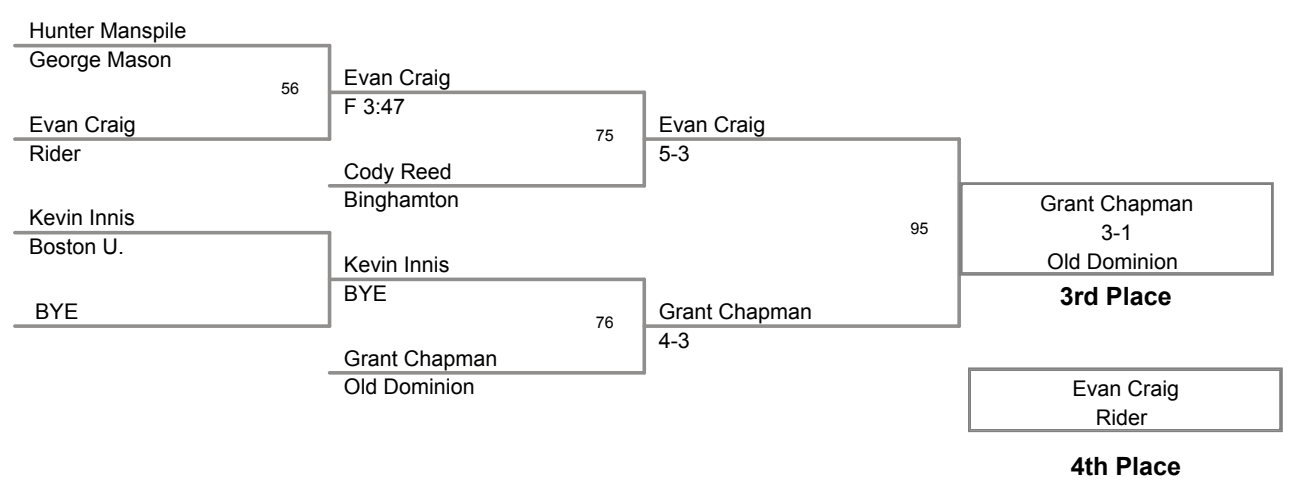 Hunter Manspile
George Mason
56
Evan Craig
Rider
Evan Craig
F 3:47
75
Cody Reed
Binghamton
Kevin Innis
Boston U.
BYE
Kevin Innis
BYE
76
Grant Chapman
Old Dominion
Evan Craig
5-3
95
Grant Chapman
4-3
Grant Chapman
3-1
Old Dominion
3rd Place
Evan Craig
Rider
4th Place